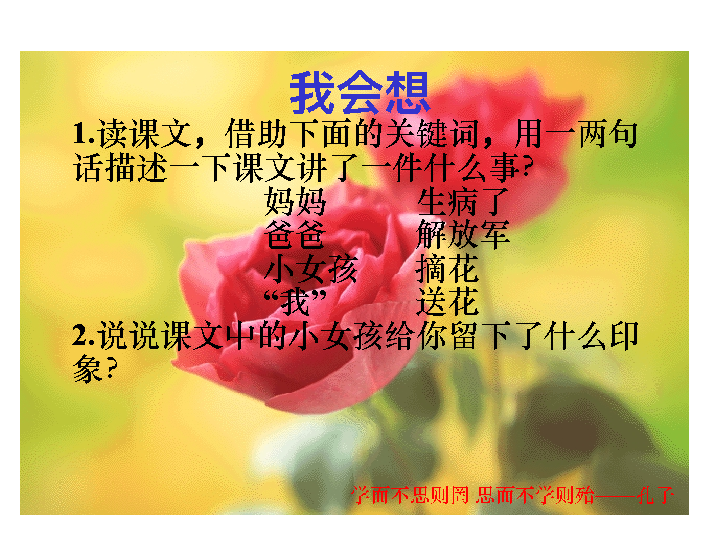 我会想
1.读课文，借助下面的关键词，用一两句
话描述一下课文讲了一件什么事?
妈妈 生病了
爸爸 解放军
小女孩 摘花
“我” 送花
2.说说课文中的小女孩给你留下了什么印
象?
学而不思则罔 思而不学则殆——孔子